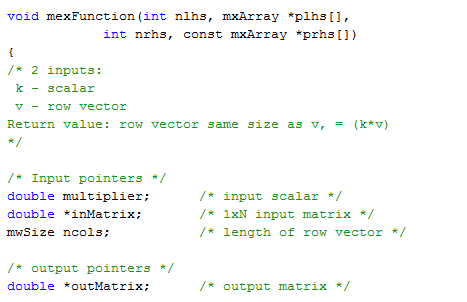 void mexFunction(int nlhs, mxArray *plhs[],
int nrhs, const mxArray *prhs[])
{
/* 2 inputs:
k - scalar
v - row vector
Return value: row vector same size as v, = (k*v)
*/
/* Input pointers */
double multiplier; /* input scalar */
double *inMatrix; /* 1xN input matrix */
mwSize ncols; /* length of row vector */
/* output pointers */
double *outMatrix; /* output matrix */